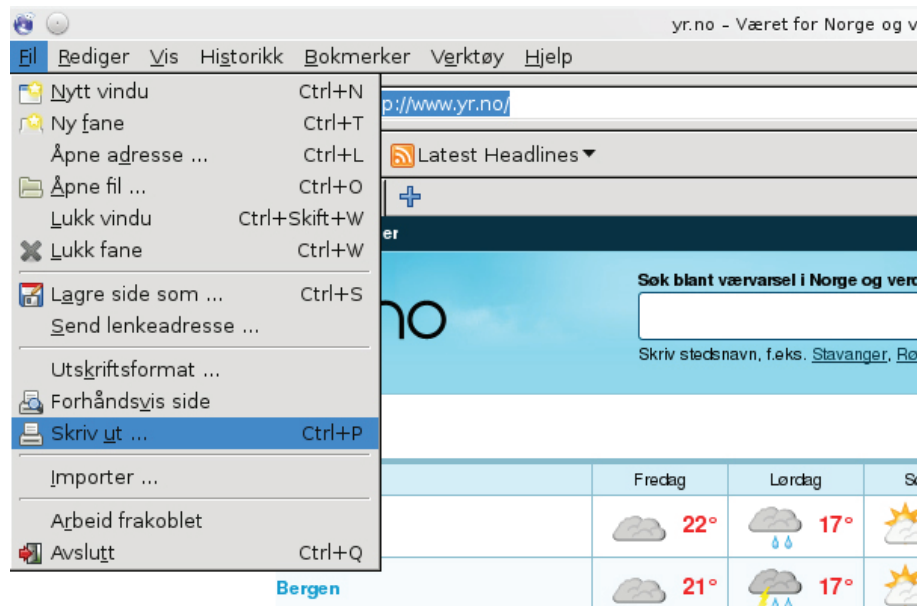 yr.no - Været for Norge og v
Fil Rediger Vis Historikk Bokmerker Verktøy Hjelp
Nytt vindu Ctrl+N
p://www.yr.no/
Ny fane Ctrl+T
Åpne adresse ... Ctrl+L
Latest Headlines
Åpne fil ... Ctrl+O
Lukk vindu Ctrl+Skift+W
er
Lukk fane Ctrl+W
Søk blant værvarsel i Norge og verd
Lagre side som ... Ctrl+S
no
Send lenkeadresse ...
Skriv stedsnavn, f.eks. Stavanger, Rø
Utskriftsformat ...
Forhåndsvis side
Skriv ut ... Ctrl+P
Importer ...
Fredag Lørdag Sø
Arbeid frakoblet
22° 17°
Avslutt Ctrl+Q
Bergen 21° 17°